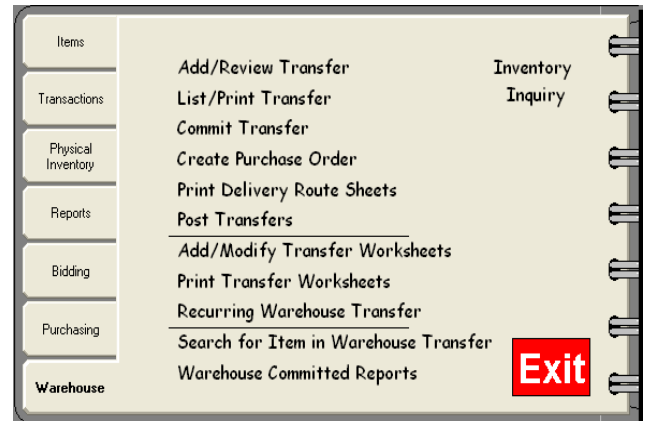 Items
Transactions
Physical
Inventory
Reports
Bidding
Purchasing
Warehouse
Add/Review Transfer
List/Print Transfer
Commit Transfer
Create Purchase Order
Print Delivery Route Sheets
Post Transfers
Add/Modify Transfer Worksheets
Print Transfer Worksheets
Recurring Warehouse Transfer
Search for Item in Warehouse Transfer
Warehouse Committed Reports
Inventory
Inquiry
Exit